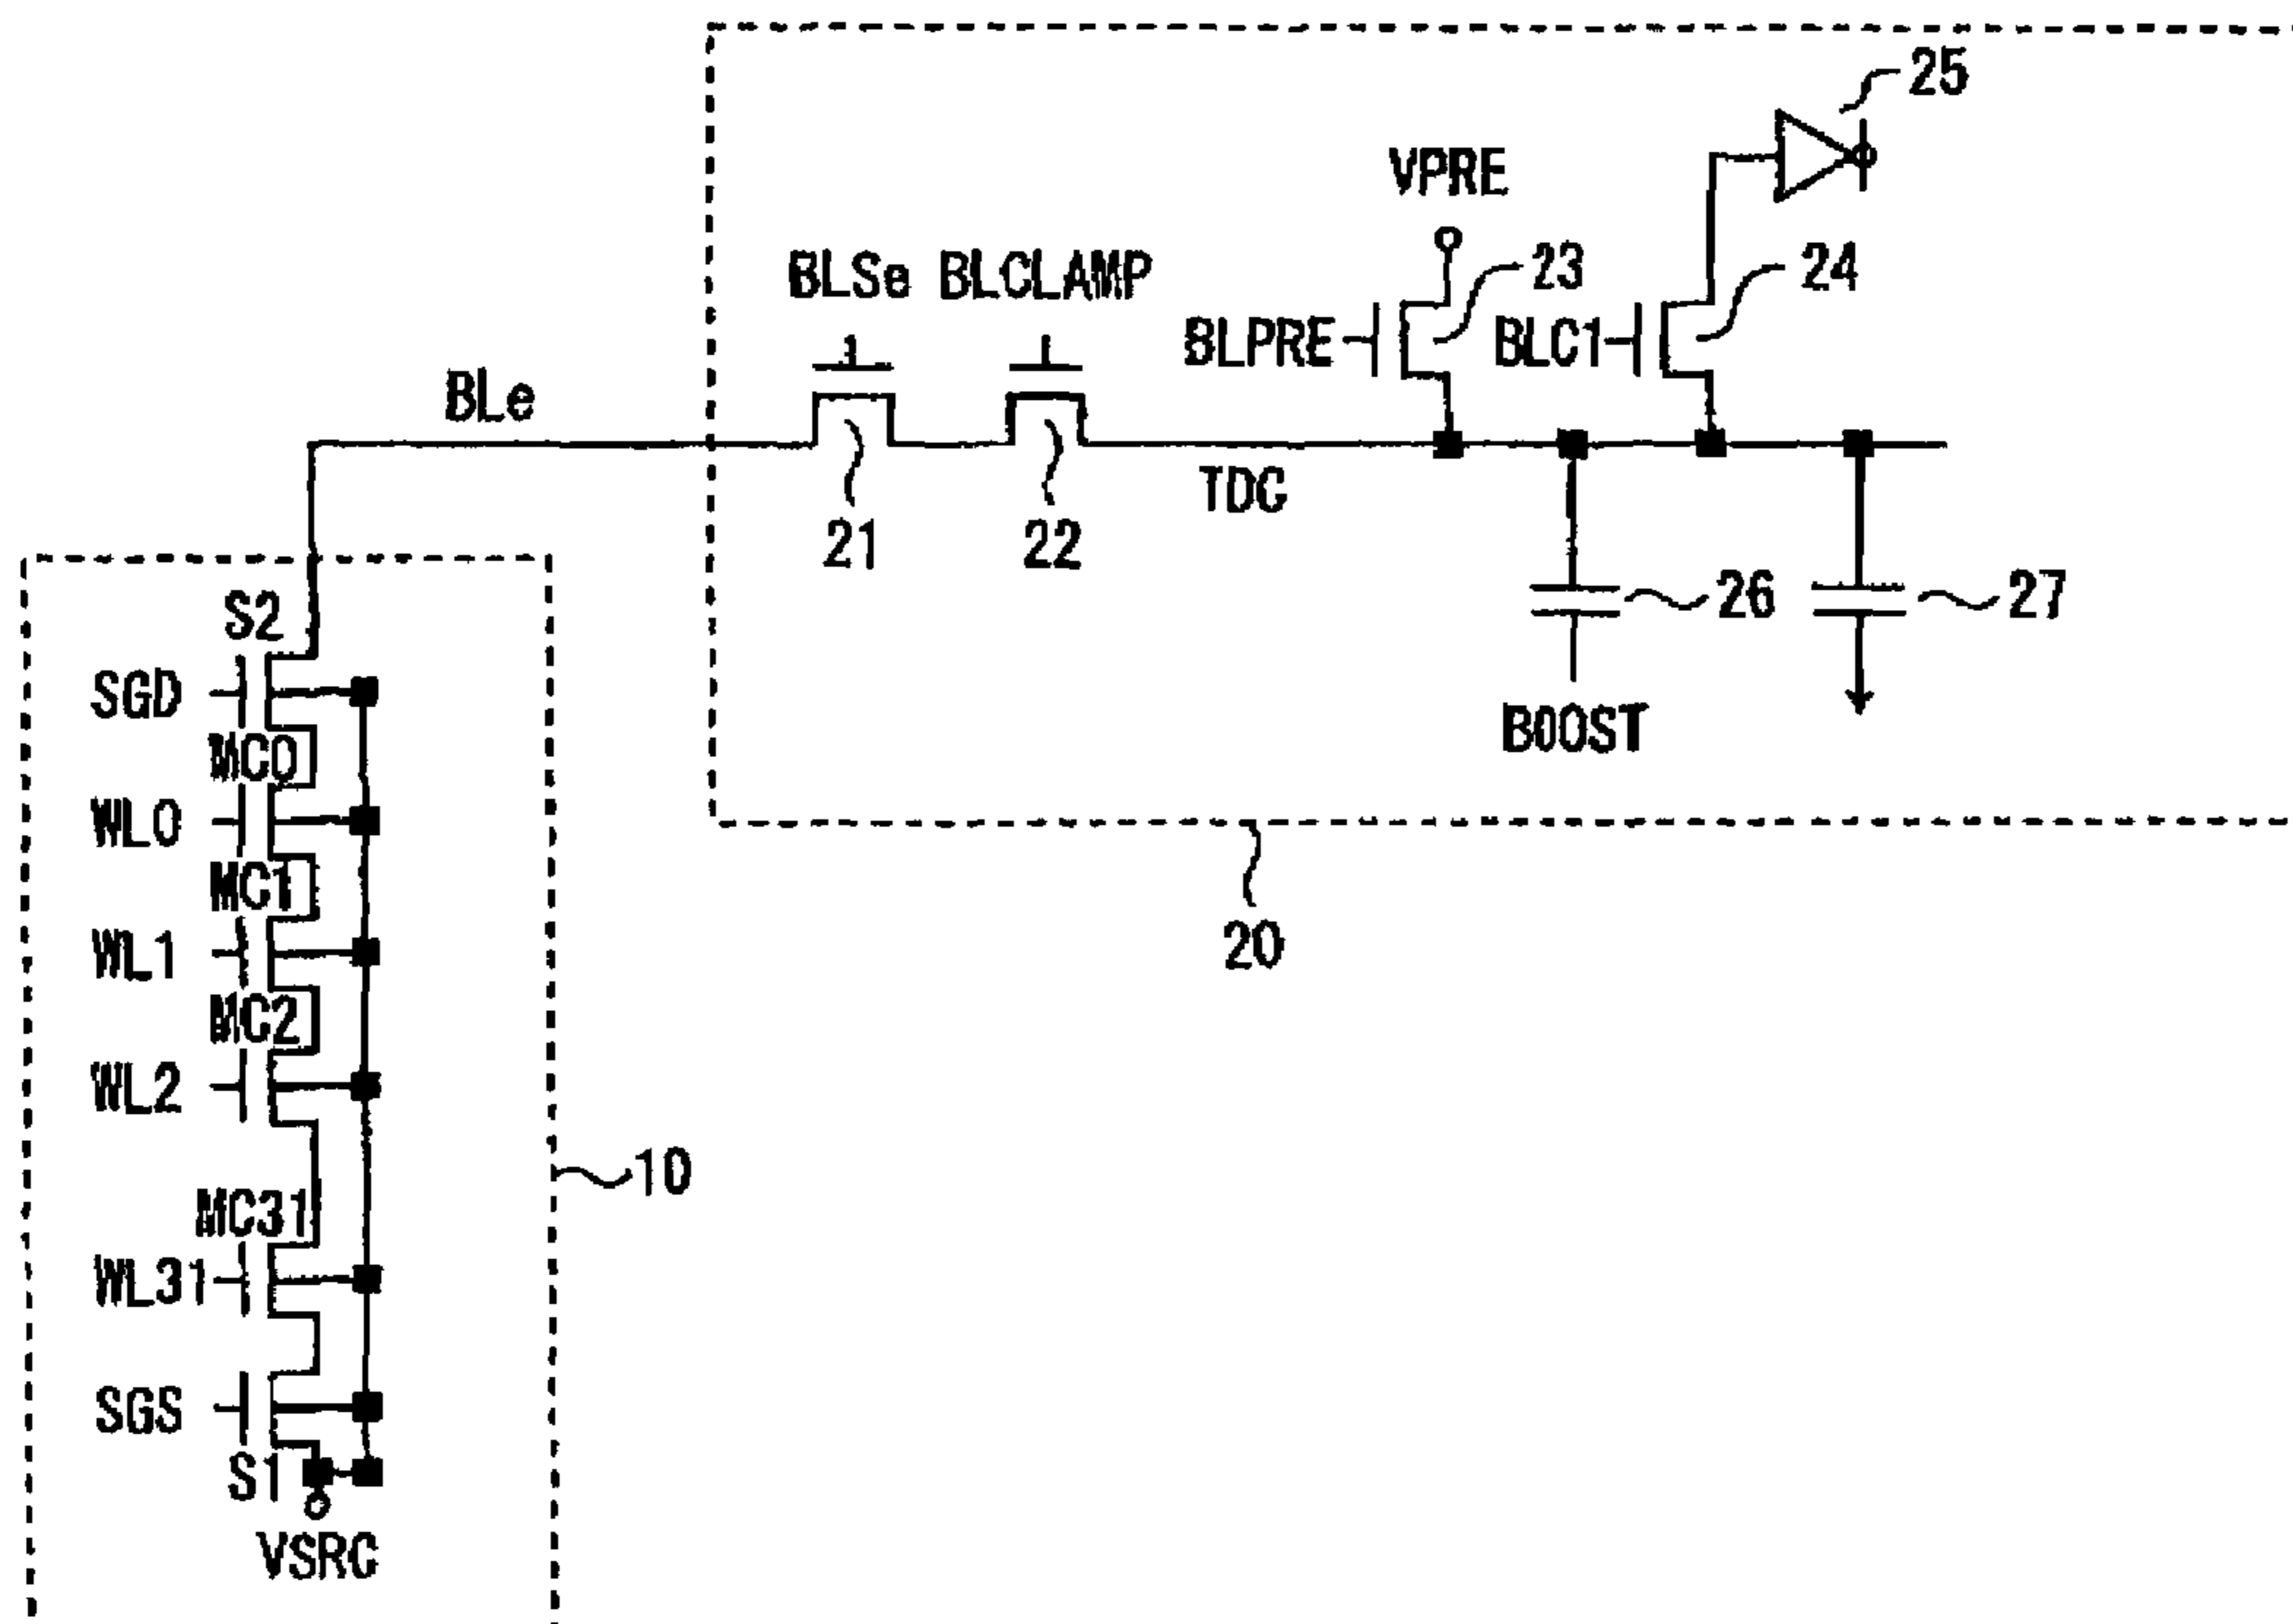 25
VPRE
BLSe BLCLAMP
23
24
BLPRE
BLC1
BLe
TDC
21
22
26
27
BOOST
20
S2
SGD
MC0
WL0
MC1
WL1
MC2
WL2
10
MC31
WL31
SGS
S1
VSRC